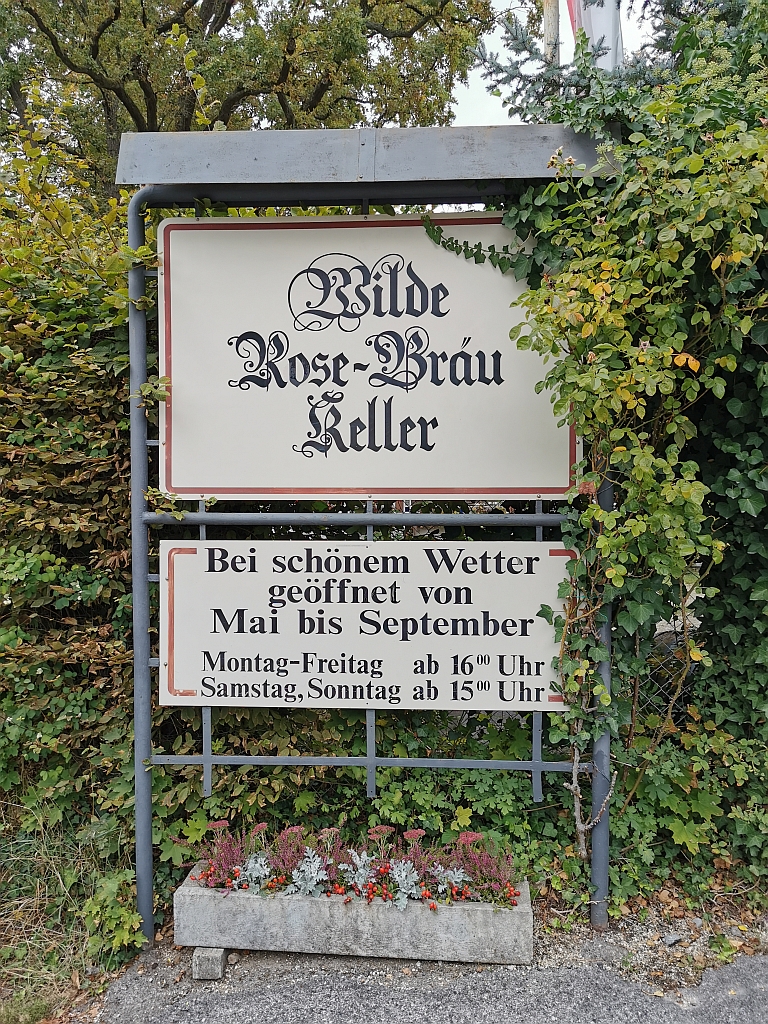 Wilde
Rose-Bräu
Keller
Bei schönem Wetter
geöffnet von
Mai bis September
Montag-Freitag ab 16⁰⁰ Uhr
Samstag, Sonntag ab 15⁰⁰ Uhr